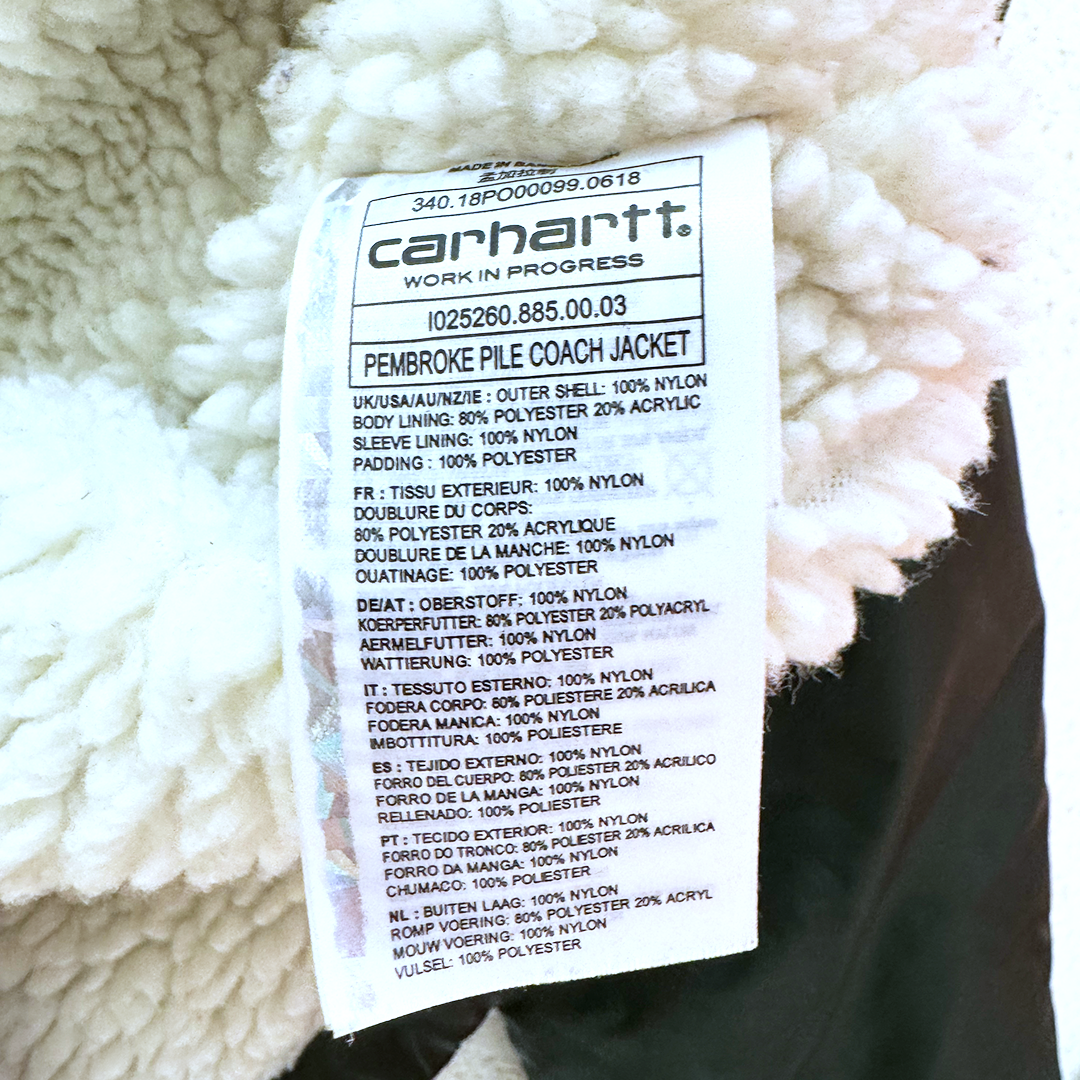 MADE IN
孟加拉制
340.18PO00099.0618
carhartt®
WORK IN PROGRESS
I025260.885.00.03
PEMBROKE PILE COACH JACKET
UK/USA/AU/NZ/IE : OUTER SHELL: 100% NYLON
BODY LINING: 80% POLYESTER 20% ACRYLIC
SLEEVE LINING: 100% NYLON
PADDING : 100% POLYESTER
FR : TISSU EXTERIEUR: 100% NYLON
DOUBLURE DU CORPS:
80% POLYESTER 20% ACRYLIQUE
DOUBLURE DE LA MANCHE: 100% NYLON
OUATINAGE: 100% POLYESTER
DE/AT : OBERSTOFF: 100% NYLON
KOERPERFUTTER: 80% POLYESTER 20% POLYACRYL
AERMELFUTTER: 100% NYLON
WATTIERUNG: 100% POLYESTER
IT : TESSUTO ESTERNO: 100% NYLON
FODERA CORPO: 80% POLIESTERE 20% ACRILICA
FODERA MANICA: 100% NYLON
IMBOTTITURA: 100% POLIESTERE
ES : TEJIDO EXTERNO: 100% NYLON
FORRO DEL CUERPO: 80% POLIESTER 20% ACRILICO
FORRO DE LA MANGA: 100% NYLON
RELLENADO: 100% POLIESTER
PT : TECIDO EXTERIOR: 100% NYLON
FORRO DO TRONCO: 80% POLIESTER 20% ACRILICA
FORRO DA MANGA: 100% NYLON
CHUMACO: 100% POLIESTER
NL : BUITEN LAAG: 100% NYLON
ROMP VOERING: 80% POLYESTER 20% ACRYL
MOUW VOERING: 100% NYLON
VULSEL: 100% POLYESTER